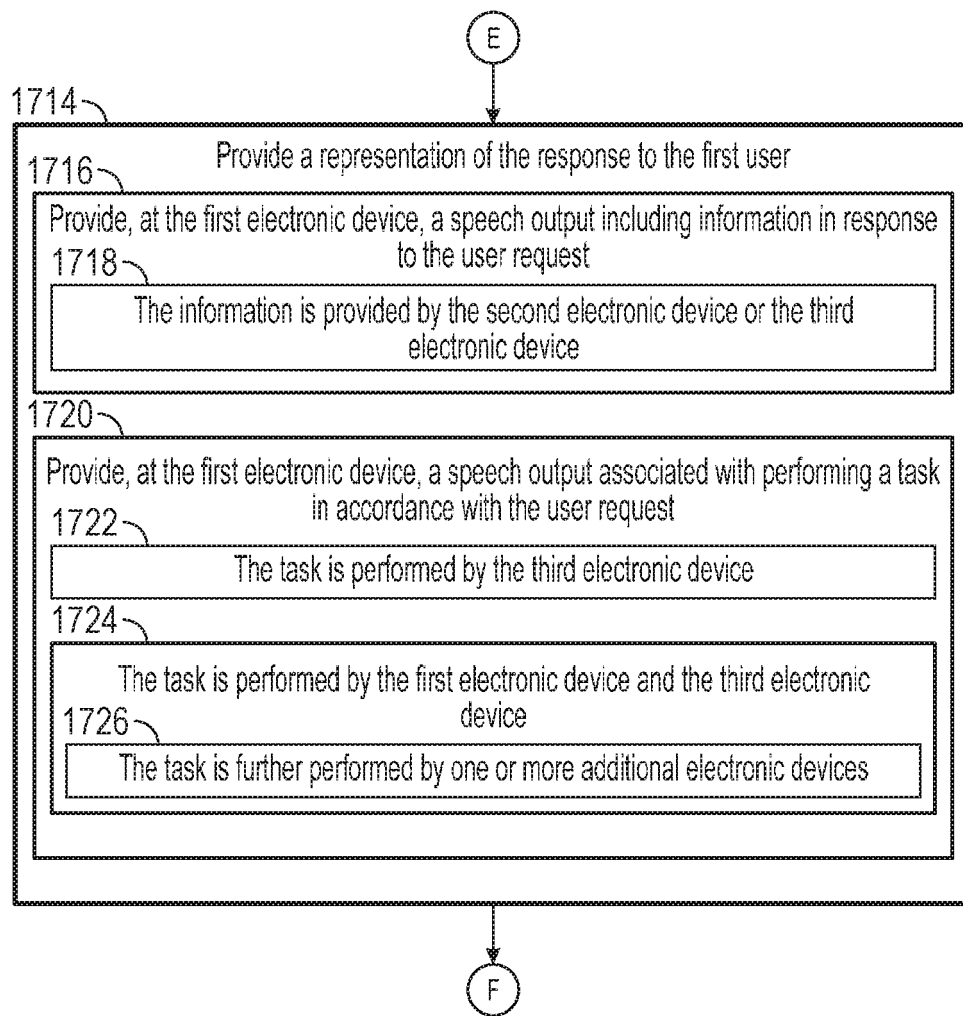 E
1714
Provide a representation of the response to the first user
1716
Provide, at the first electronic device, a speech output including information in response
to the user request
1718
The information is provided by the second electronic device or the third
electronic device
1720
Provide, at the first electronic device, a speech output associated with performing a task
in accordance with the user request
1722
The task is performed by the third electronic device
1724
The task is performed by the first electronic device and the third electronic
device
1726
The task is further performed by one or more additional electronic devices
F